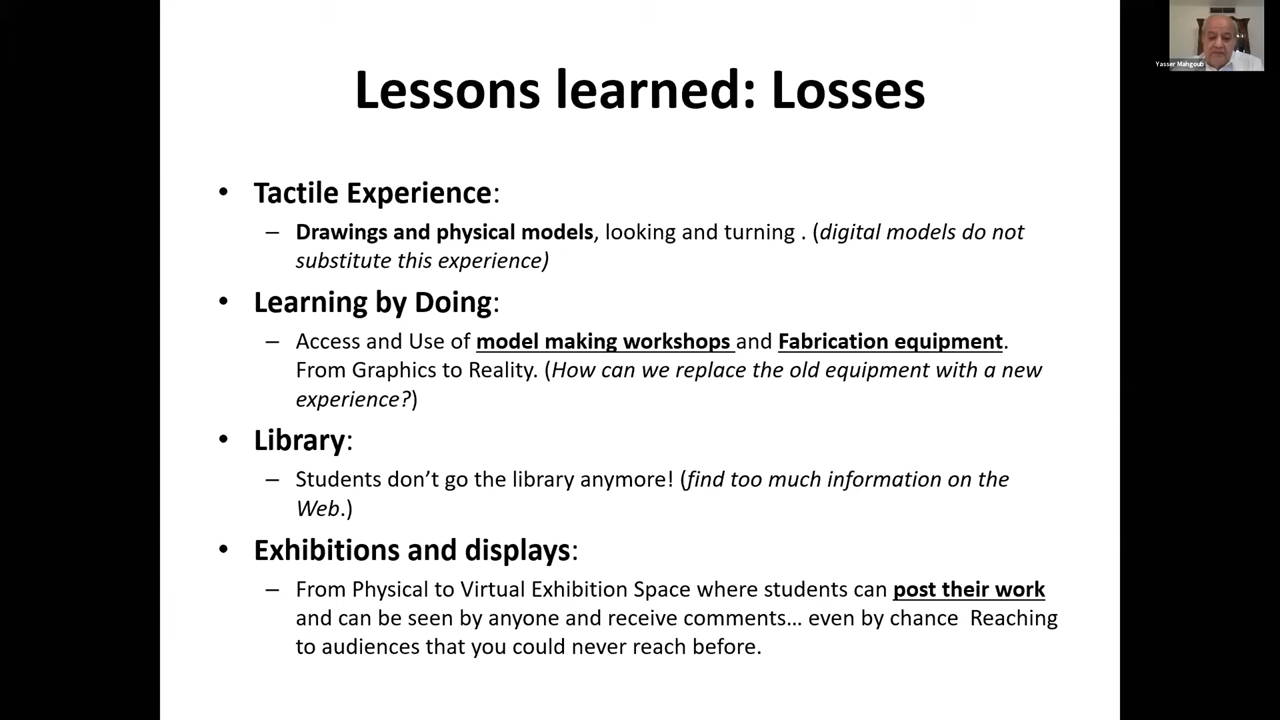 Lessons learned: Losses
Yasser Mahgoub
• Tactile Experience:
– Drawings and physical models, looking and turning . (digital models do not
substitute this experience)
• Learning by Doing:
– Access and Use of model making workshops and Fabrication equipment.
From Graphics to Reality. (How can we replace the old equipment with a new
experience?)
• Library:
– Students don’t go the library anymore! (find too much information on the
Web.)
• Exhibitions and displays:
– From Physical to Virtual Exhibition Space where students can post their work
and can be seen by anyone and receive comments… even by chance  Reaching
to audiences that you could never reach before.